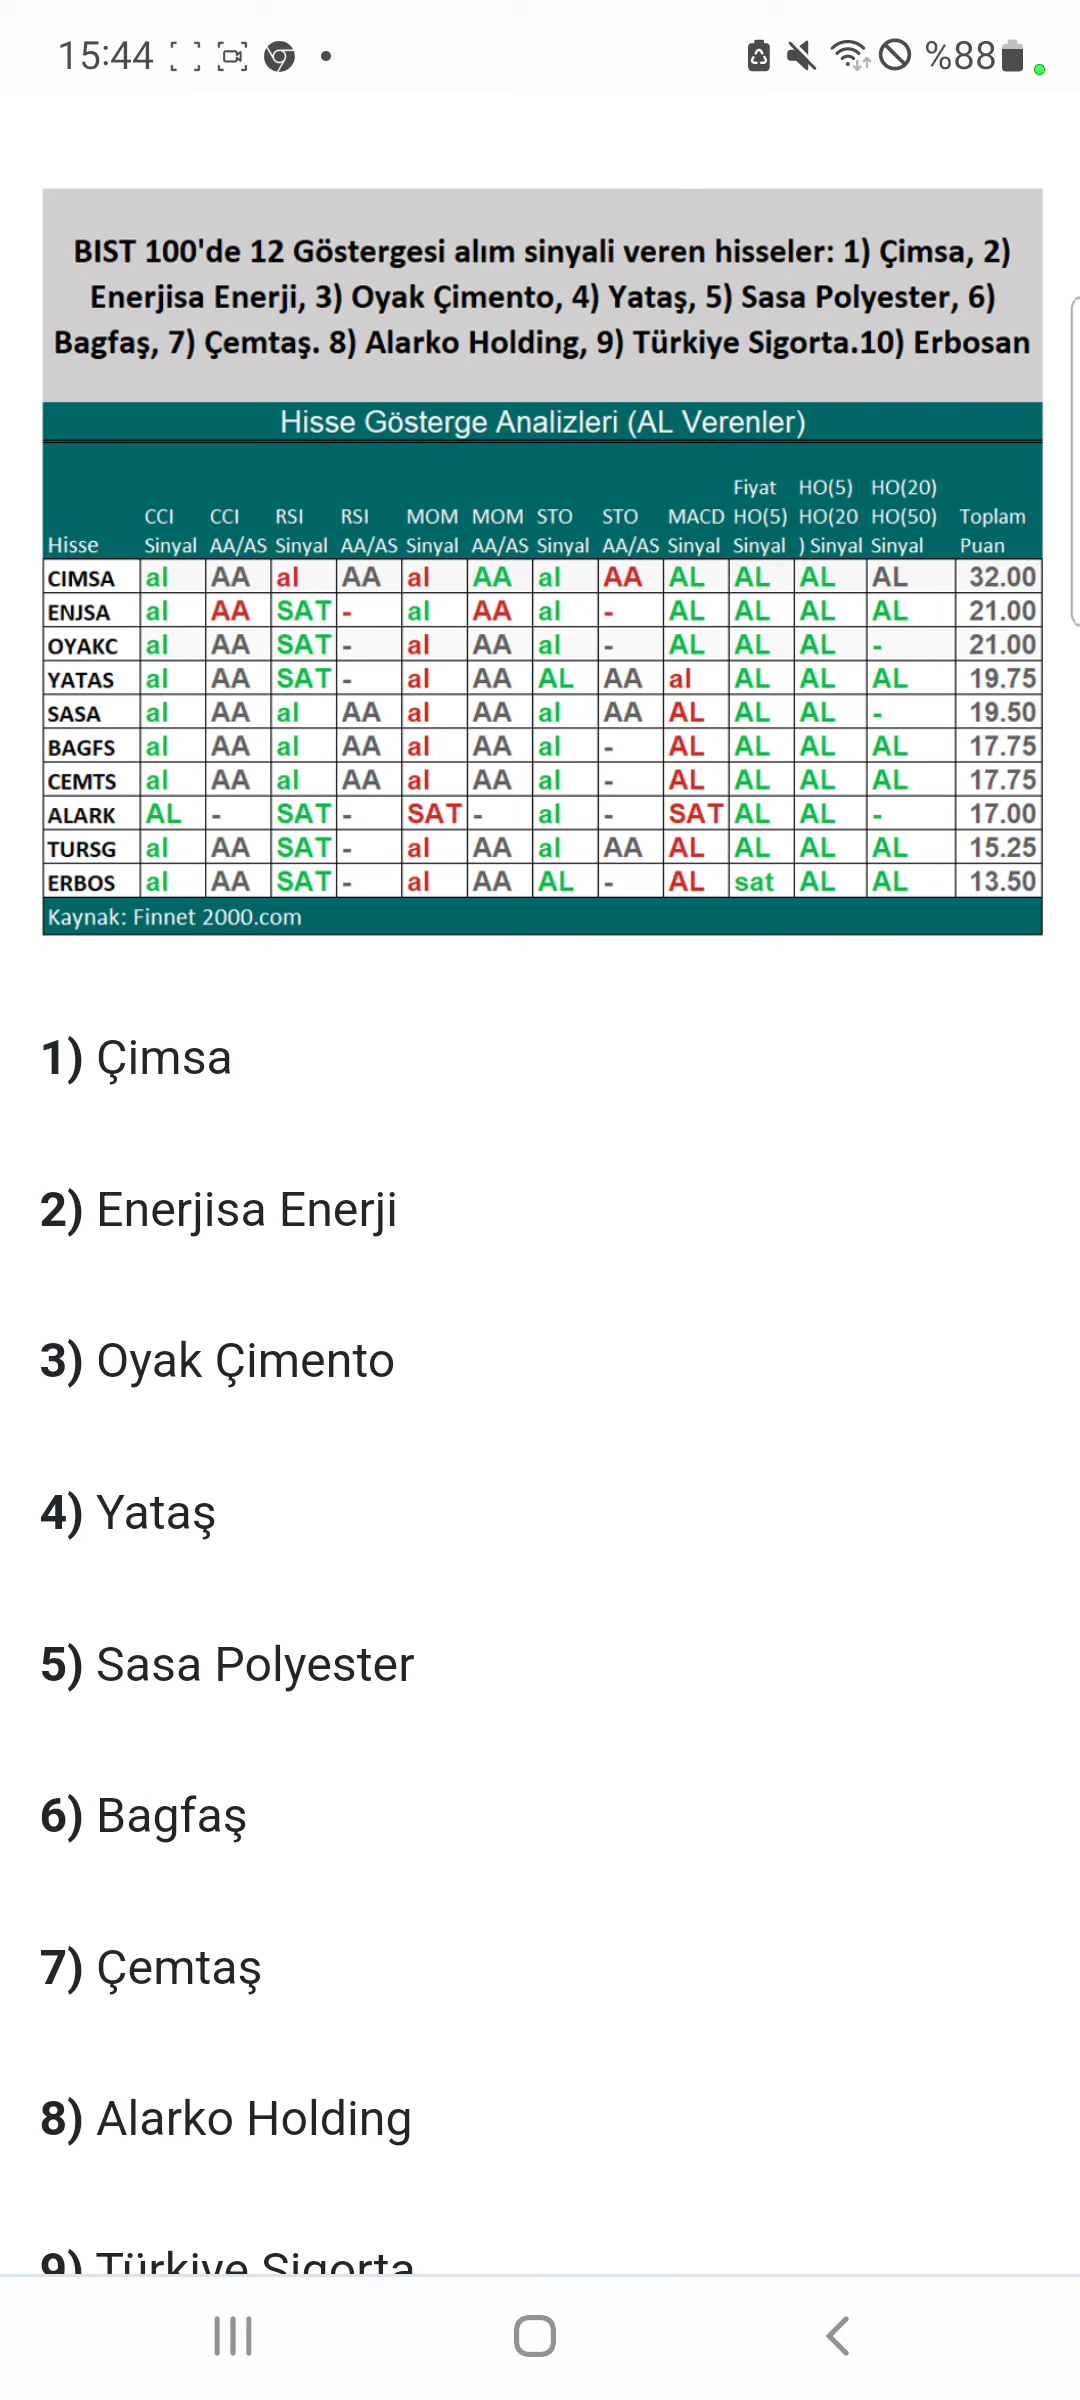 15:44 %88
BIST 100'de 12 Göstergesi alım sinyali veren hisseler: 1) Çimsa, 2)
Enerjisa Enerji, 3) Oyak Çimento, 4) Yataş, 5) Sasa Polyester, 6)
Bagfaş, 7) Çemtaş. 8) Alarko Holding, 9) Türkiye Sigorta.10) Erbosan
Hisse Gösterge Analizleri (AL Verenler)
Fiyat HO(5) HO(20)
CCI CCI RSI RSI MOM MOM STO STO MACD HO(5) HO(20 HO(50) Toplam
Hisse Sinyal AA/AS Sinyal AA/AS Sinyal AA/AS Sinyal AA/AS Sinyal Sinyal ) Sinyal Sinyal Puan
CIMSA al AA al AA al AA al AA AL AL AL AL 32.00
ENJSA al AA SAT - al AA al - AL AL AL AL 21.00
OYAKC al AA SAT - al AA al - AL AL AL - 21.00
YATAS al AA SAT - al AA AL AA al AL AL AL 19.75
SASA al AA al AA al AA al AA AL AL AL - 19.50
BAGFS al AA al AA al AA al - AL AL AL AL 17.75
CEMTS al AA al AA al AA al - AL AL AL AL 17.75
ALARK AL - SAT - SAT - al - SAT AL AL - 17.00
TURSG al AA SAT - al AA al AA AL AL AL AL 15.25
ERBOS al AA SAT - al AA AL - AL sat AL AL 13.50
Kaynak: Finnet 2000.com
1) Çimsa
2) Enerjisa Enerji
3) Oyak Çimento
4) Yataş
5) Sasa Polyester
6) Bagfaş
7) Çemtaş
8) Alarko Holding
9) Türkiye Sigorta